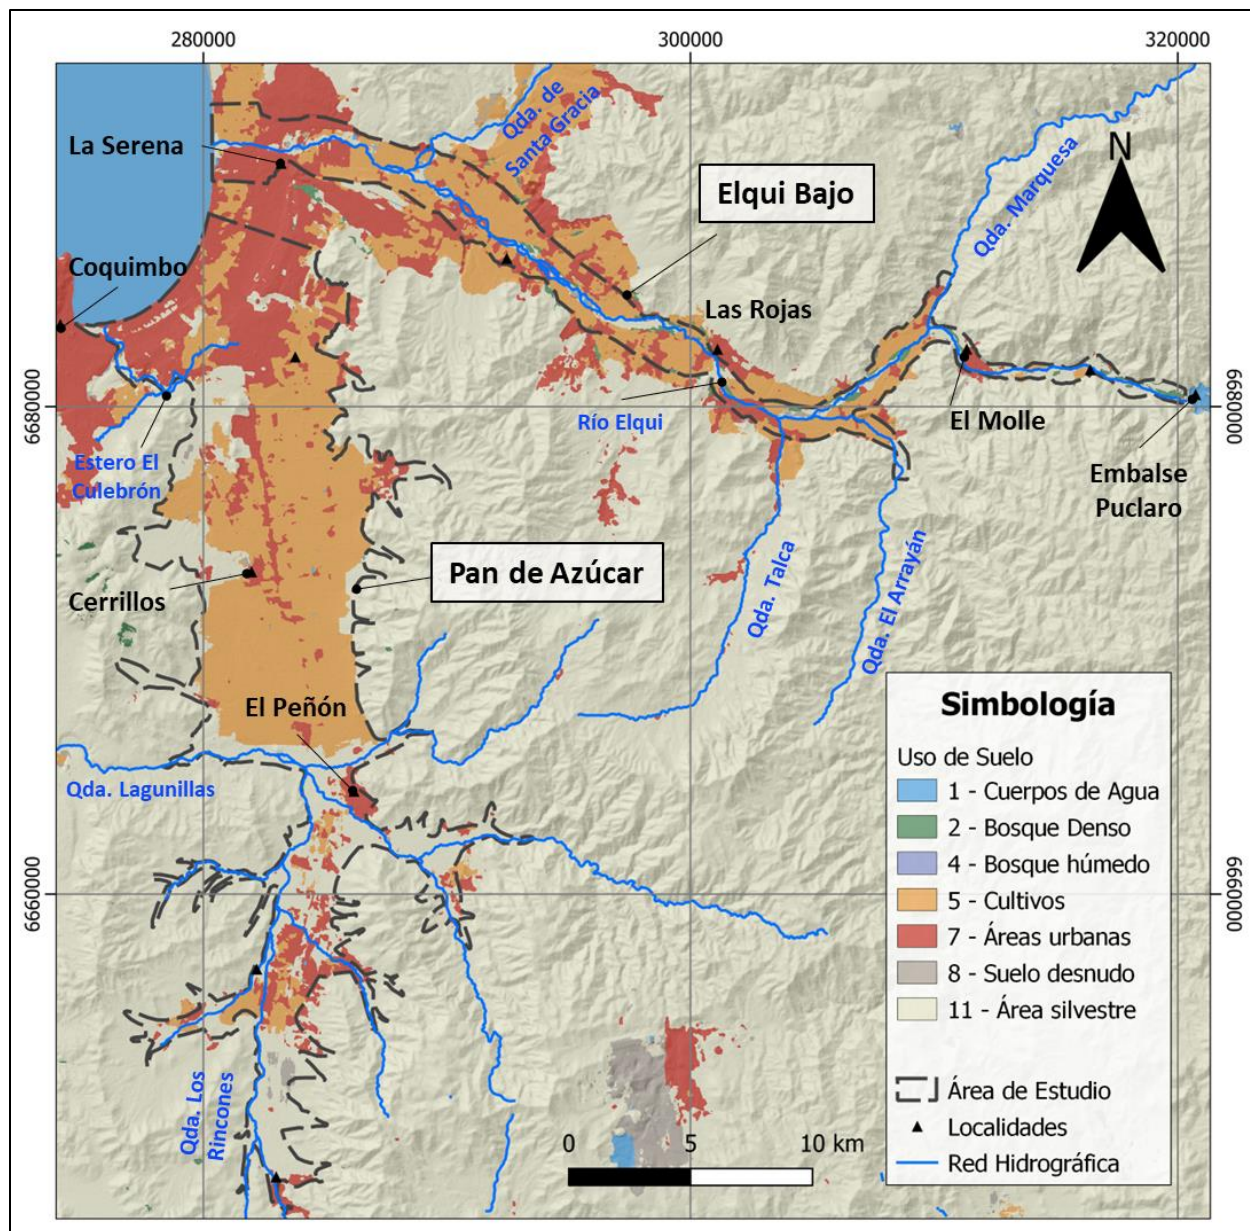 280000
300000
320000
La Serena
Qda. de
Santa Gracia
Elqui Bajo
Qda. Marquesa
N
Coquimbo
Las Rojas
6680000
6680000
Río Elqui
El Molle
Estero El
Culebrón
Embalse
Puclaro
Cerrillos
Pan de Azúcar
Qda. Talca
Qda. El Arrayán
El Peñón
Qda. Lagunillas
6660000
6660000
Qda. Los
Rincones
Simbología
Uso de Suelo
1 - Cuerpos de Agua
2 - Bosque Denso
4 - Bosque húmedo
5 - Cultivos
7 - Áreas urbanas
8 - Suelo desnudo
11 - Área silvestre
Área de Estudio
Localidades
Red Hidrográfica
0 5 10 km